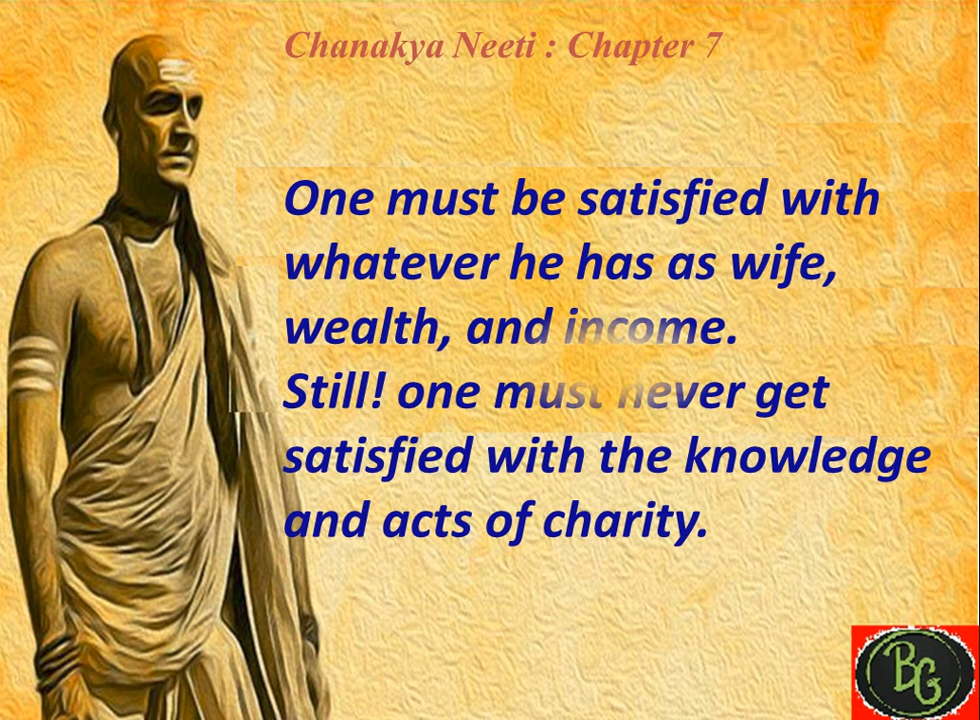 Chanakya Neeti : Chapter 7
One must be satisfied with
whatever he has as wife,
wealth, and income.
Still! one must never get
satisfied with the knowledge
and acts of charity.
BG